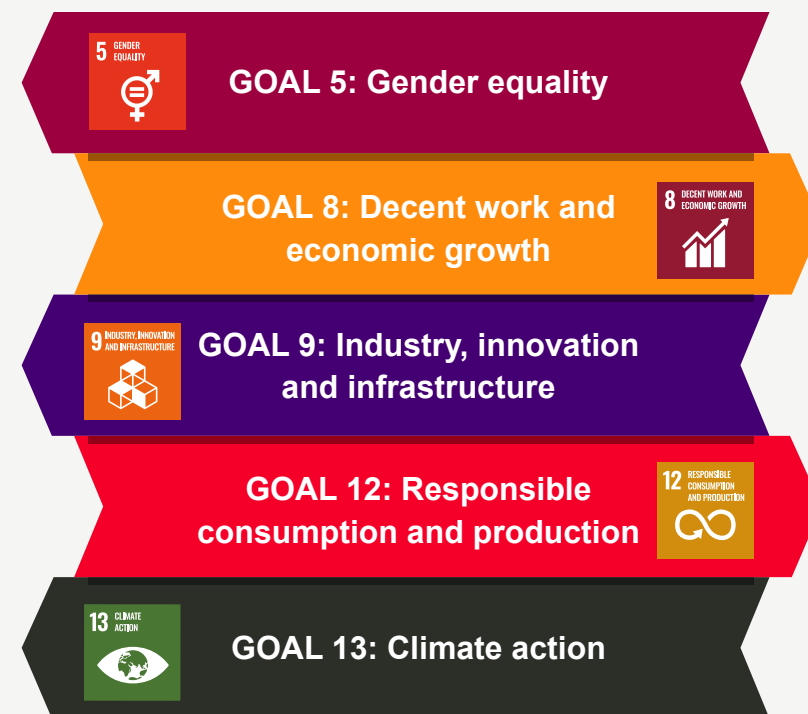 5 GENDER
EQUALITY
GOAL 5: Gender equality
GOAL 8: Decent work and
economic growth
8 DECENT WORK AND
ECONOMIC GROWTH
9 INDUSTRY, INNOVATION
AND INFRASTRUCTURE
GOAL 9: Industry, innovation
and infrastructure
GOAL 12: Responsible
consumption and production
12 RESPONSIBLE
CONSUMPTION
AND PRODUCTION
13 CLIMATE
ACTION
GOAL 13: Climate action